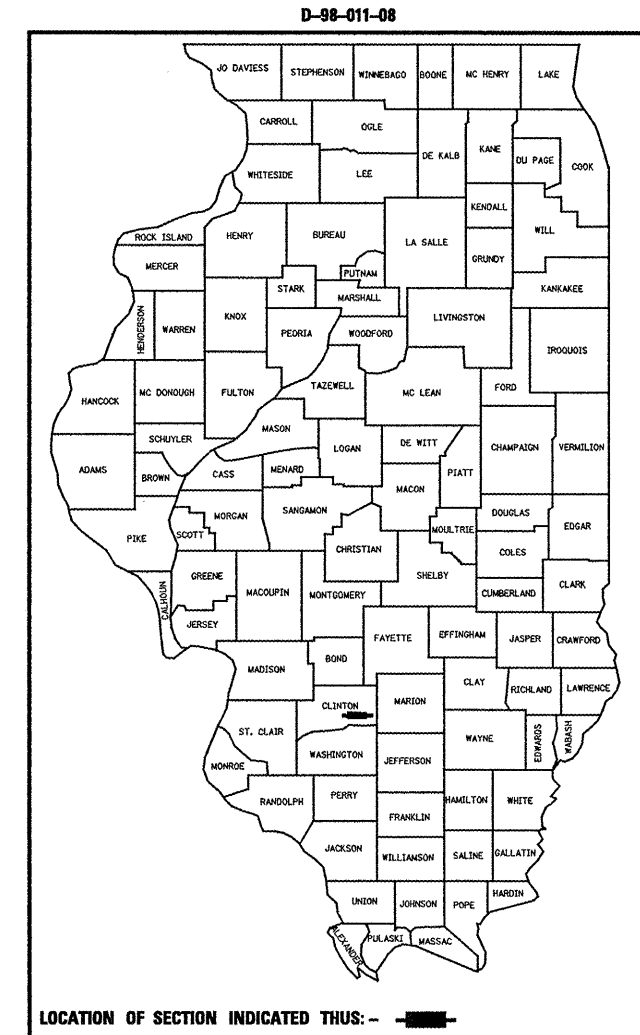 D-98-011-08
JO DAVIESS STEPHENSON WINNEBAGO BOONE MC HENRY LAKE
CARROLL OGLE
DE KALB KANE DU PAGE COOK
WHITESIDE LEE
KENDALL
ROCK ISLAND HENRY BUREAU LA SALLE WILL
GRUNDY
MERCER PUTNAM
STARK MARSHALL KANKAKEE
HENDERSON WARREN KNOX PEORIA WOODFORD LIVINGSTON
IROQUOIS
HANCOCK MC DONOUGH FULTON TAZEWELL MC LEAN FORD
MASON
SCHUYLER LOGAN DE WITT CHAMPAIGN VERMILION
ADAMS BROWN CASS MENARD PIATT
MACON
MORGAN SANGAMON DOUGLAS
PIKE SCOTT MOULTRIE EDGAR
CHRISTIAN COLES
GREENE SHELBY
CALHOUN MACOUPIN MONTGOMERY CUMBERLAND CLARK
JERSEY
FAYETTE EFFINGHAM JASPER CRAWFORD
MADISON BOND
CLAY RICHLAND LAWRENCE
CLINTON MARION
ST. CLAIR WAYNE EDWARDS WABASH
WASHINGTON JEFFERSON
MONROE
RANDOLPH PERRY HAMILTON WHITE
FRANKLIN
JACKSON WILLIAMSON SALINE GALLATIN
UNION JOHNSON POPE HARDIN
ALEXANDER PULASKI MASSAC
LOCATION OF SECTION INDICATED THUS: -